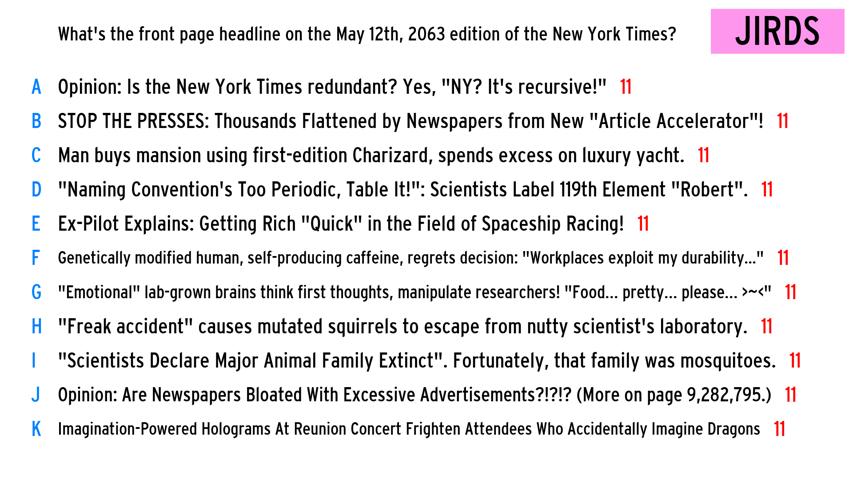 What's the front page headline on the May 12th, 2063 edition of the New York Times? JIRDS
A Opinion: Is the New York Times redundant? Yes, "NY? It's recursive!" 11
B STOP THE PRESSES: Thousands Flattened by Newspapers from New "Article Accelerator"! 11
C Man buys mansion using first-edition Charizard, spends excess on luxury yacht. 11
D "Naming Convention's Too Periodic, Table It!": Scientists Label 119th Element "Robert". 11
E Ex-Pilot Explains: Getting Rich "Quick" in the Field of Spaceship Racing! 11
F Genetically modified human, self-producing caffeine, regrets decision: "Workplaces exploit my durability..." 11
G "Emotional" lab-grown brains think first thoughts, manipulate researchers! "Food... pretty... please... >~<" 11
H "Freak accident" causes mutated squirrels to escape from nutty scientist's laboratory. 11
I "Scientists Declare Major Animal Family Extinct". Fortunately, that family was mosquitoes. 11
J Opinion: Are Newspapers Bloated With Excessive Advertisements?!?!? (More on page 9,282,795.) 11
K Imagination-Powered Holograms At Reunion Concert Frighten Attendees Who Accidentally Imagine Dragons 11